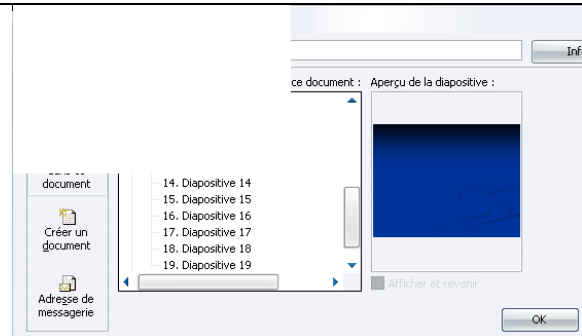 Inf
ce document :
Aperçu de la diapositive :
document
14. Diapositive 14
15. Diapositive 15
16. Diapositive 16
17. Diapositive 17
18. Diapositive 18
19. Diapositive 19
Créer un
document
Adresse de
messagerie
Afficher et revenir
OK